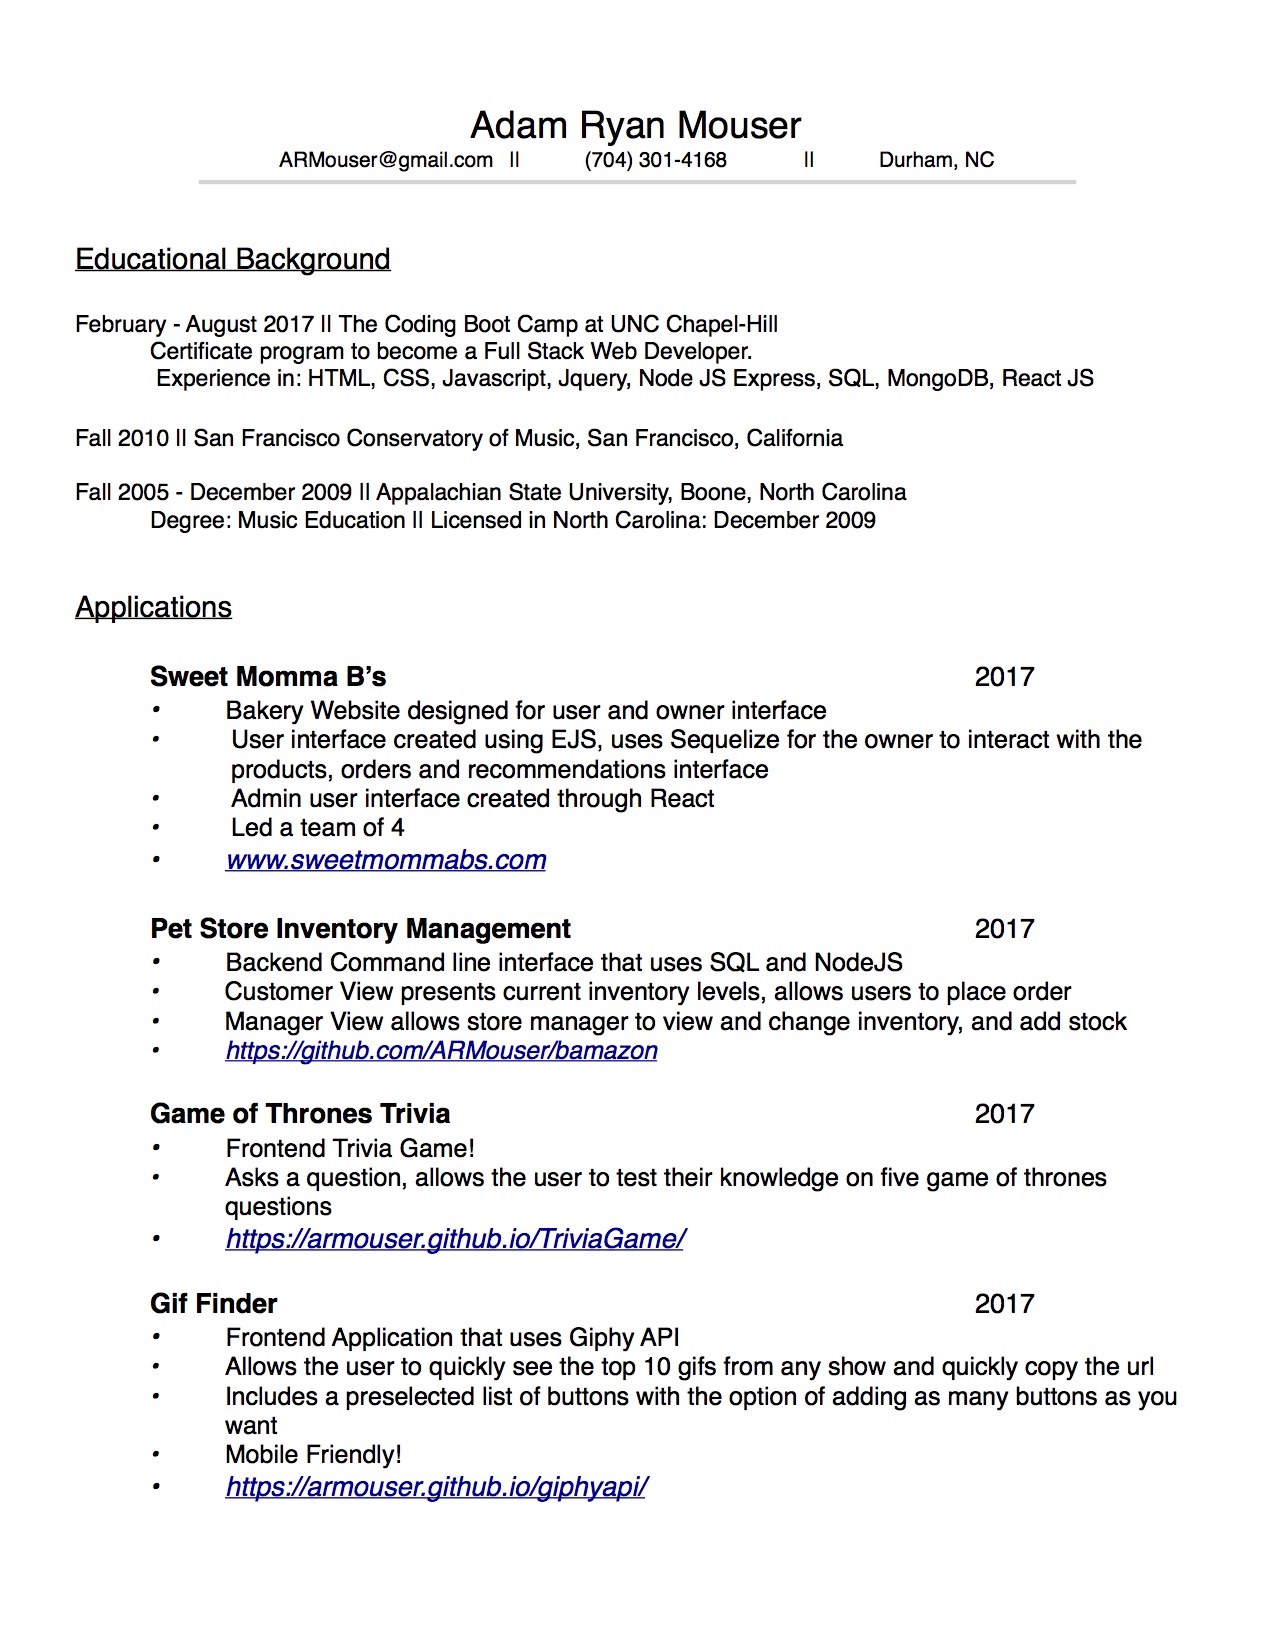 Adam Ryan Mouser
ARMouser@gmail.com || (704) 301-4168 || Durham, NC
Educational Background
February - August 2017 || The Coding Boot Camp at UNC Chapel-Hill
Certificate program to become a Full Stack Web Developer.
Experience in: HTML, CSS, Javascript, Jquery, Node JS Express, SQL, MongoDB, React JS
Fall 2010 || San Francisco Conservatory of Music, San Francisco, California
Fall 2005 - December 2009 || Appalachian State University, Boone, North Carolina
Degree: Music Education || Licensed in North Carolina: December 2009
Applications
Sweet Momma B’s 2017
• Bakery Website designed for user and owner interface
• User interface created using EJS, uses Sequelize for the owner to interact with the
products, orders and recommendations interface
• Admin user interface created through React
• Led a team of 4
• www.sweetmommabs.com
Pet Store Inventory Management 2017
• Backend Command line interface that uses SQL and NodeJS
• Customer View presents current inventory levels, allows users to place order
• Manager View allows store manager to view and change inventory, and add stock
• https://github.com/ARMouser/bamazon
Game of Thrones Trivia 2017
• Frontend Trivia Game!
• Asks a question, allows the user to test their knowledge on five game of thrones
questions
• https://armouser.github.io/TriviaGame/
Gif Finder 2017
• Frontend Application that uses Giphy API
• Allows the user to quickly see the top 10 gifs from any show and quickly copy the url
• Includes a preselected list of buttons with the option of adding as many buttons as you
want
• Mobile Friendly!
• https://armouser.github.io/giphyapi/